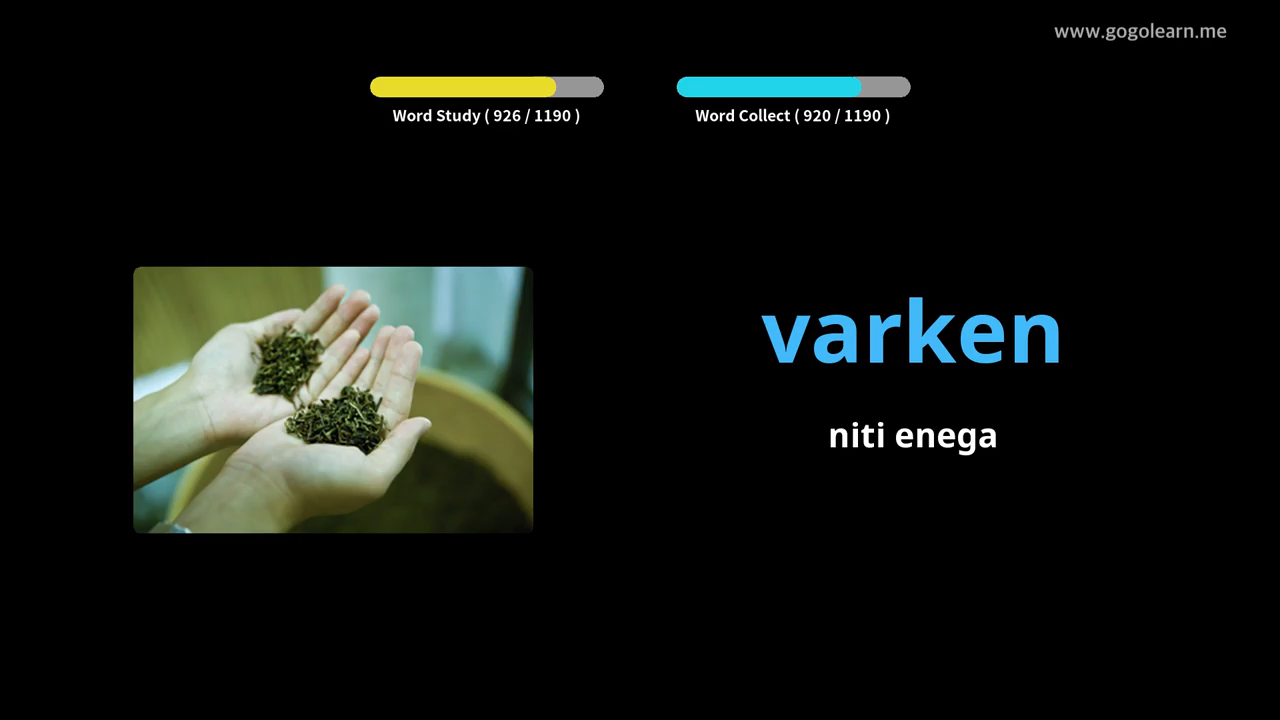 www.gogolearn.me
Word Study ( 926 / 1190 )
Word Collect ( 920 / 1190 )
varken
niti enega